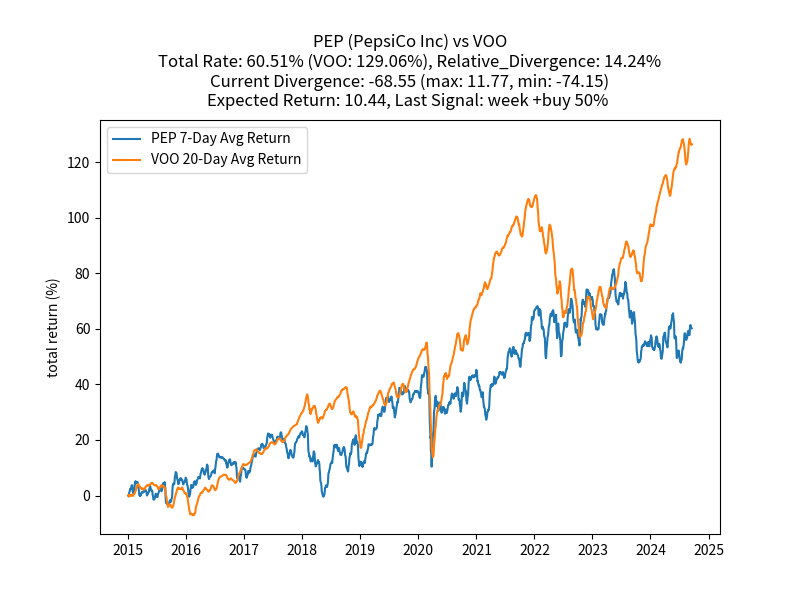 PEP (PepsiCo Inc) vs VOO
Total Rate: 60.51% (VOO: 129.06%), Relative_Divergence: 14.24%
Current Divergence: -68.55 (max: 11.77, min: -74.15)
Expected Return: 10.44, Last Signal: week +buy 50%
PEP 7-Day Avg Return
VOO 20-Day Avg Return
total return (%)
120
100
80
60
40
20
0
2015 2016 2017 2018 2019 2020 2021 2022 2023 2024 2025